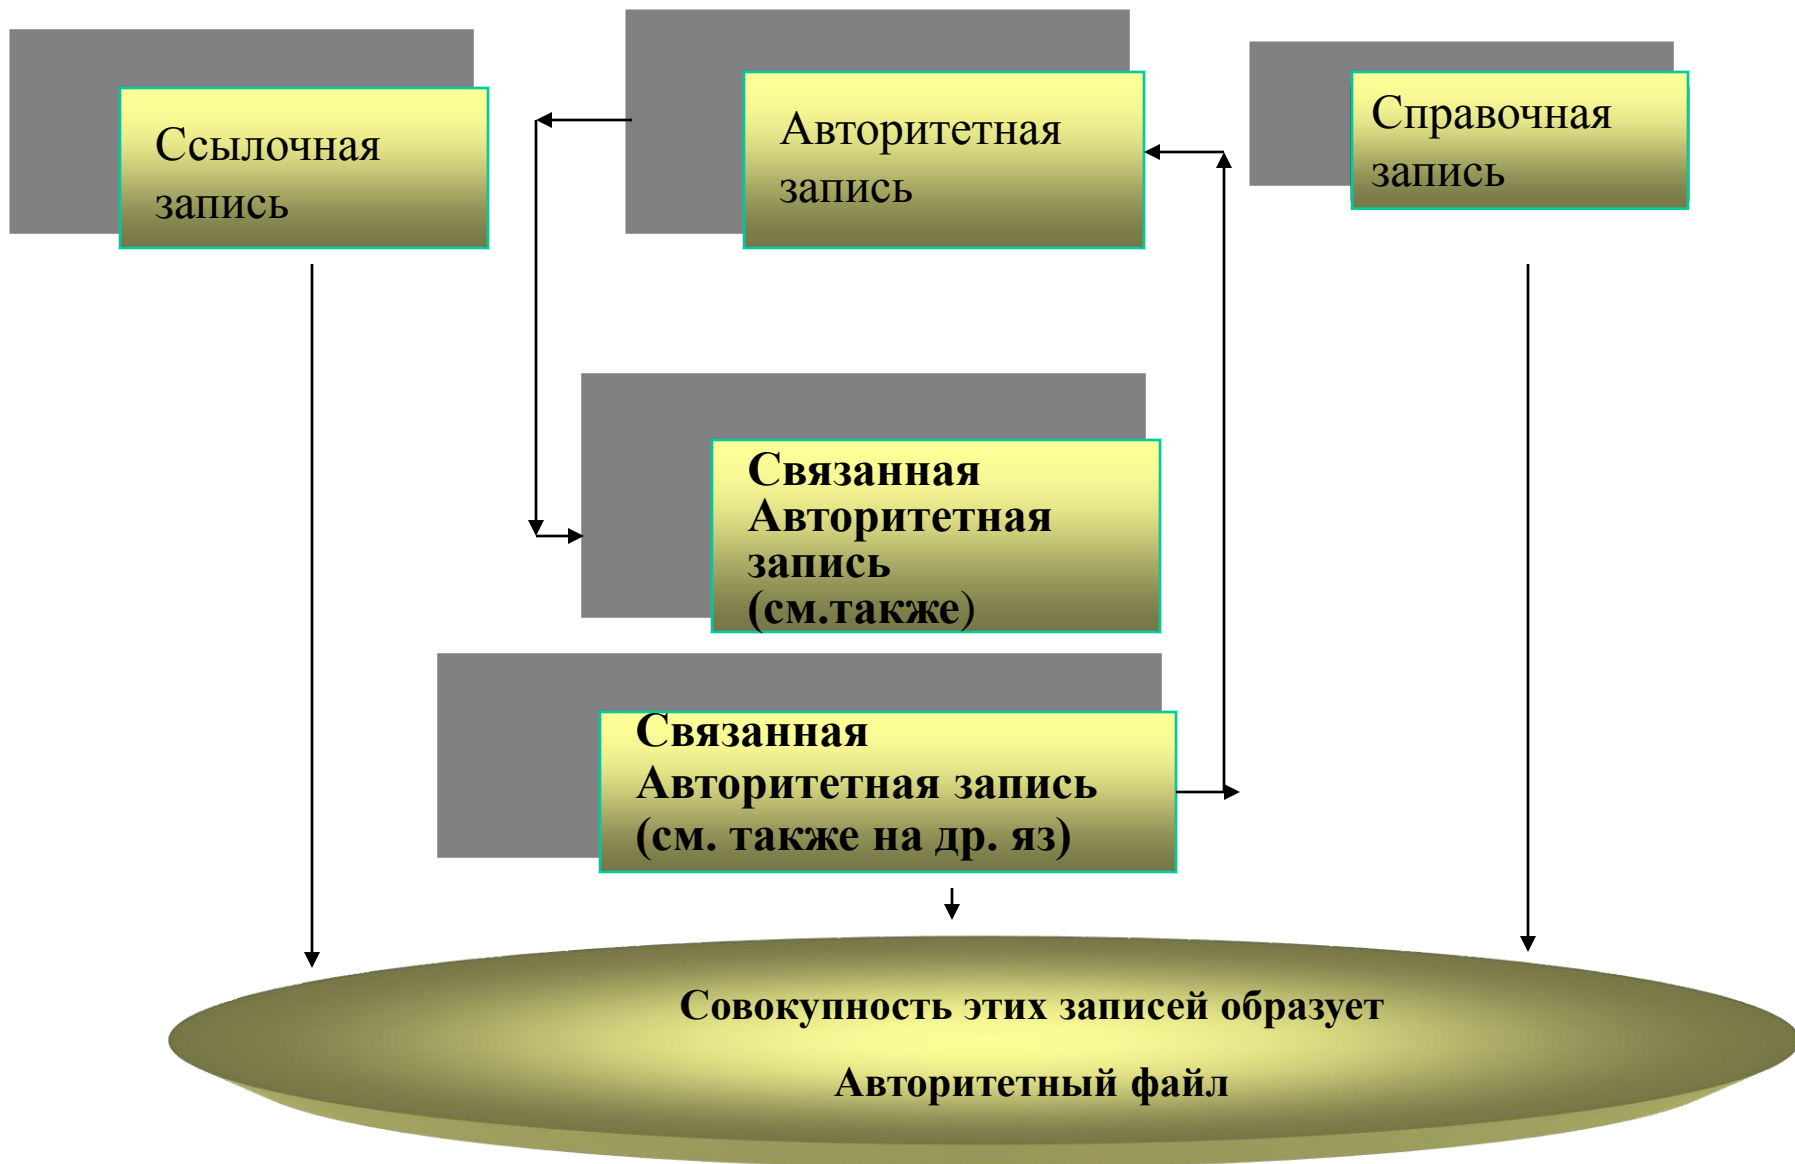 Ссылочная
запись
Авторитетная
запись
Справочная
запись
Связанная
Авторитетная
запись
(см.также)
Связанная
Авторитетная запись
(см. также на др. яз)
Совокупность этих записей образует
Авторитетный файл